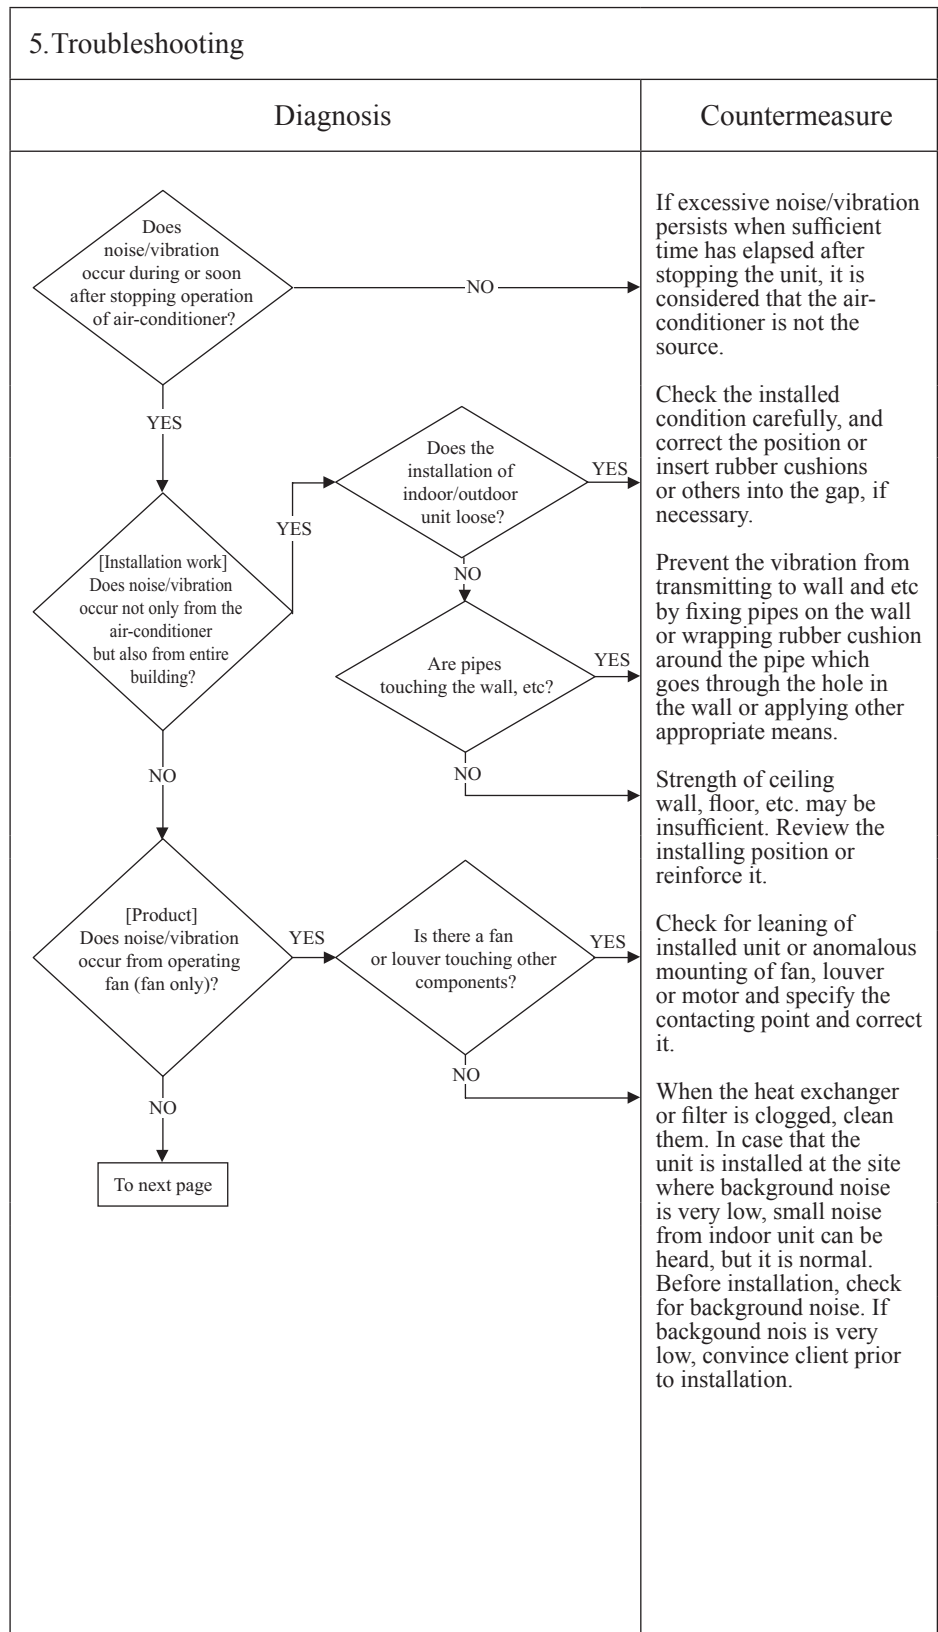 5.Troubleshooting
Diagnosis
Countermeasure
Does
noise/vibration
occur during or soon
after stopping operation
of air-conditioner?
NO
If excessive noise/vibration
persists when sufficient
time has elapsed after
stopping the unit, it is
considered that the air-
conditioner is not the
source.
YES
[Installation work]
Does noise/vibration
occur not only from the
air-conditioner
but also from entire
building?
YES
Does the
installation of
indoor/outdoor
unit loose?
YES
Check the installed
condition carefully, and
correct the position or
insert rubber cushions
or others into the gap, if
necessary.
NO
Are pipes
touching the wall, etc?
YES
Prevent the vibration from
transmitting to wall and etc
by fixing pipes on the wall
or wrapping rubber cushion
around the pipe which
goes through the hole in
the wall or applying other
appropriate means.
NO
Strength of ceiling
wall, floor, etc. may be
insufficient. Review the
installing position or
reinforce it.
NO
[Product]
Does noise/vibration
occur from operating
fan (fan only)?
YES
Is there a fan
or louver touching other
components?
YES
Check for leaning of
installed unit or anomalous
mounting of fan, louver
or motor and specify the
contacting point and correct
it.
NO
When the heat exchanger
or filter is clogged, clean
them. In case that the
unit is installed at the site
where background noise
is very low, small noise
from indoor unit can be
heard, but it is normal.
Before installation, check
for background noise. If
backgound nois is very
low, convince client prior
to installation.
NO
To next page